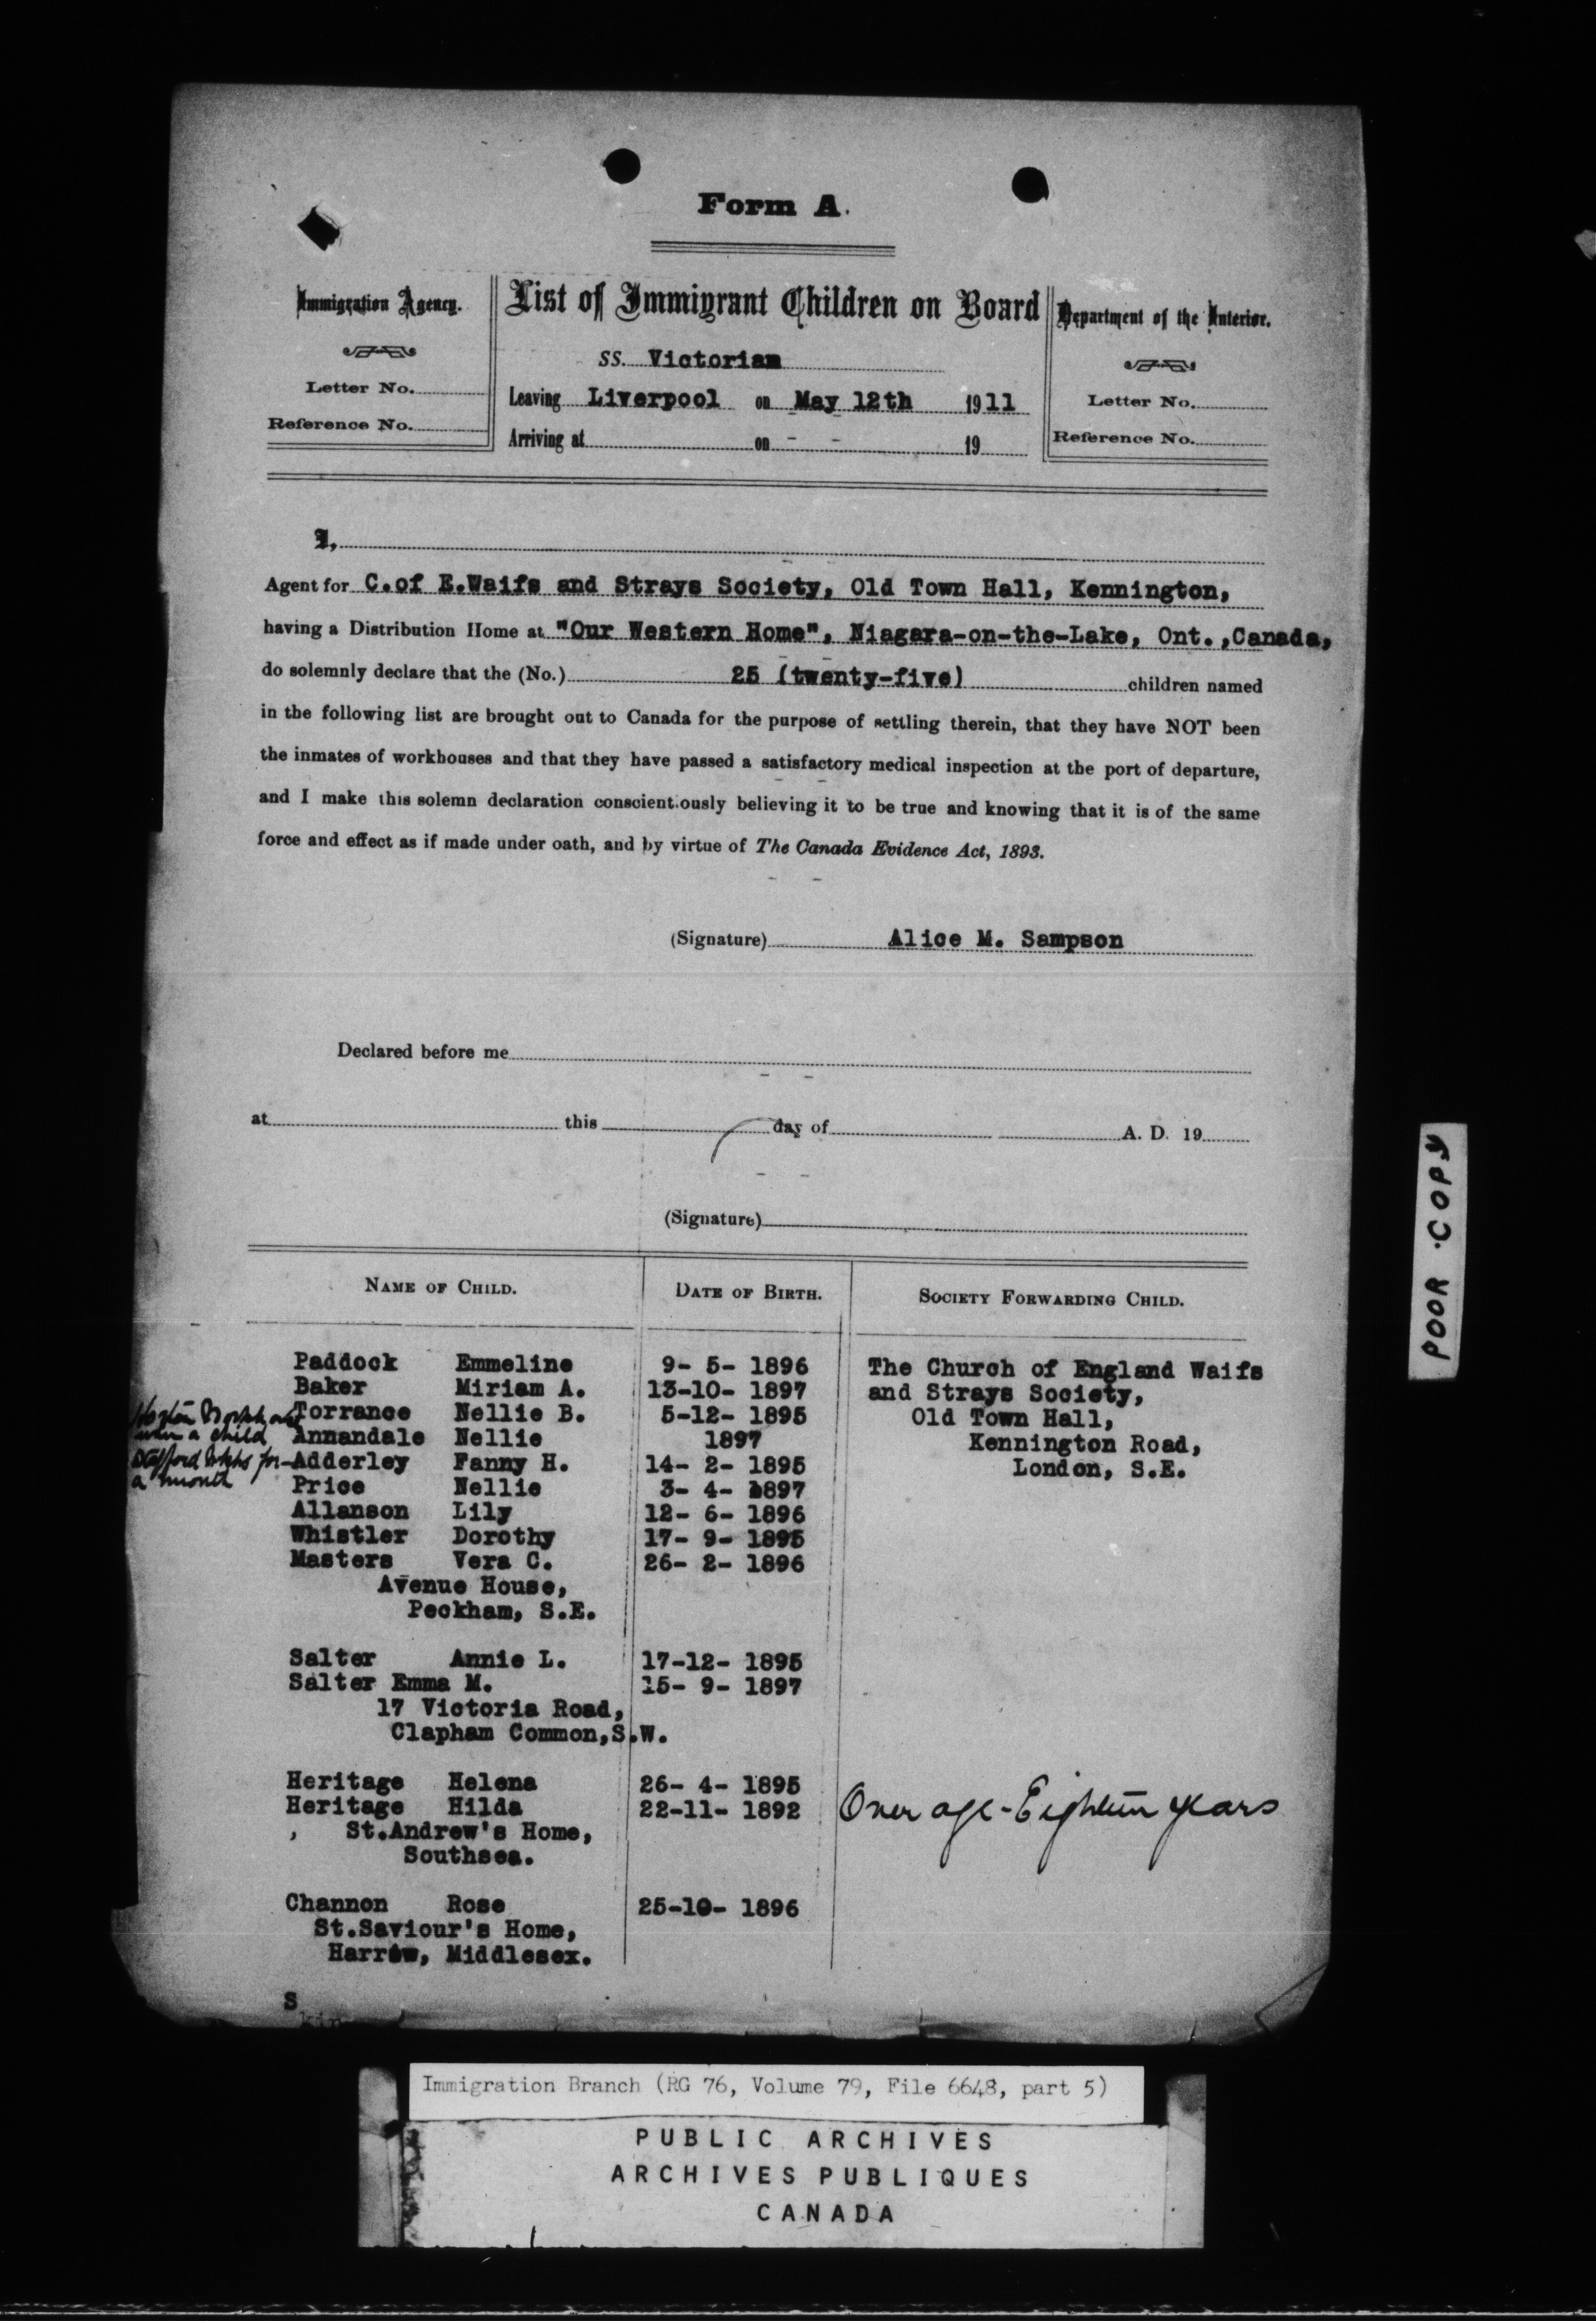 Form A.
Immigration Agency.
Letter No.
Reference No.
List of Immigrant Children on Board
SS. Victorian
Leaving Liverpool on May 12th 1911
Arriving at on - - 19
Department of the Interior.
Letter No.
Reference No.
I,
Agent for C.of E.Waifs and Strays Society, Old Town Hall, Kennington,
having a Distribution Home at "Our Western Home", Niagara-on-the-Lake, Ont.,Canada,
do solemnly declare that the (No.) 25 (twenty-five) children named
in the following list are brought out to Canada for the purpose of settling therein, that they have NOT been
the inmates of workhouses and that they have passed a satisfactory medical inspection at the port of departure,
and I make this solemn declaration conscientiously believing it to be true and knowing that it is of the same
force and effect as if made under oath, and by virtue of The Canada Evidence Act, 1893.
(Signature) Alice M. Sampson
Declared before me
at this day of A. D. 19
(Signature)
NAME OF CHILD. DATE OF BIRTH. SOCIETY FORWARDING CHILD.
Paddock Emmeline 9- 5- 1896 The Church of England Waifs
Baker Miriam A. 13-10- 1897 and Strays Society,
Torrance Nellie B. 5-12- 1895 Old Town Hall,
when a child Annandale Nellie 1897 Kennington Road,
Stafford Wkhs for- Adderley Fanny H. 14- 2- 1895 London, S.E.
a month Price Nellie 3- 4- 1897
Allanson Lily 12- 6- 1896
Whistler Dorothy 17- 9- 1895
Masters Vera C. 26- 2- 1896
Avenue House,
Peckham, S.E.
Salter Annie L. 17-12- 1895
Salter Emma M. 15- 9- 1897
17 Victoria Road,
Clapham Common,S.W.
Heritage Helena 26- 4- 1895
Heritage Hilda 22-11- 1892 Over age - Eighteen years
, St.Andrew's Home,
Southsea.
Channon Rose 25-10- 1896
St.Saviour's Home,
Harrow, Middlesex.
S
kin
POOR COPY
Immigration Branch (RG 76, Volume 79, File 6648, part 5)
PUBLIC ARCHIVES
ARCHIVES PUBLIQUES
CANADA